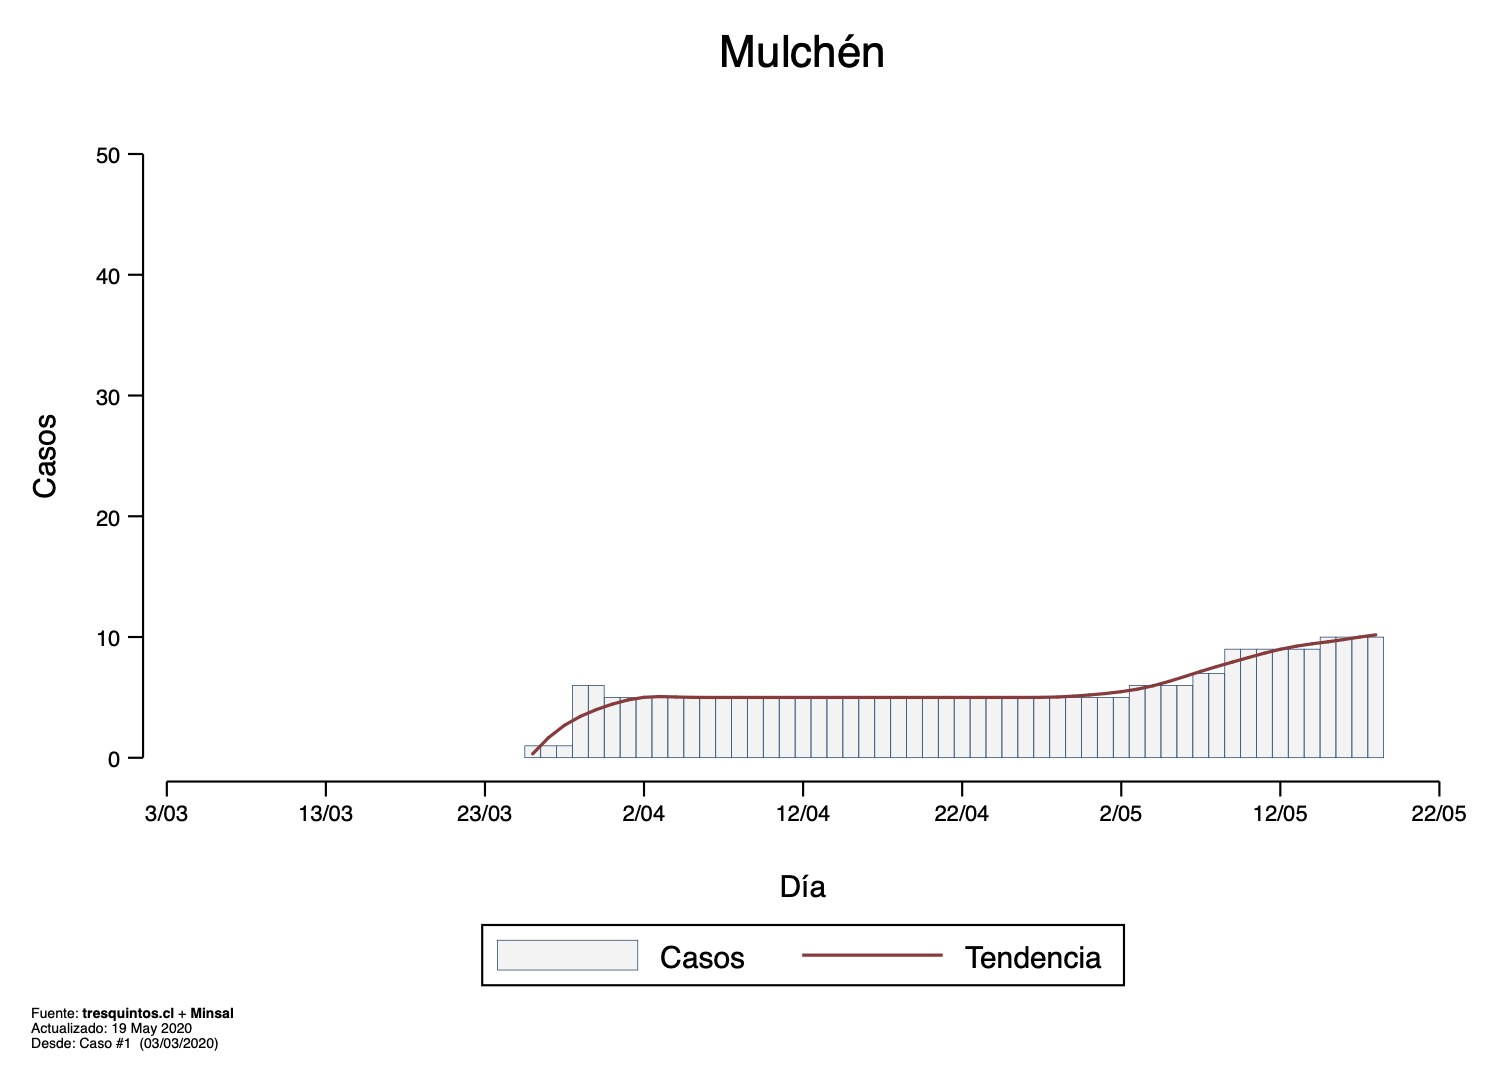 Mulchén
50
40
30
20
10
0
Casos
3/03 13/03 23/03 2/04 12/04 22/04 2/05 12/05 22/05
Día
Casos Tendencia
Fuente: tresquintos.cl + Minsal
Actualizado: 19 May 2020
Desde: Caso #1 (03/03/2020)